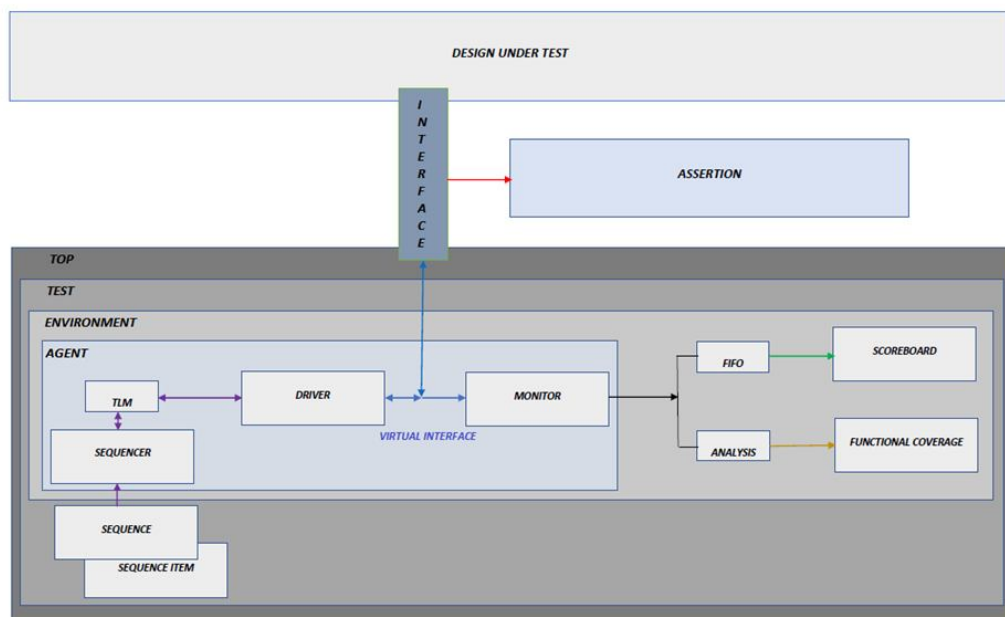 DESIGN UNDER TEST
INTERFACE
ASSERTION
TOP
TEST
ENVIRONMENT
AGENT
TLM
DRIVER
MONITOR
FIFO
SCOREBOARD
VIRTUAL INTERFACE
SEQUENCER
ANALYSIS
FUNCTIONAL COVERAGE
SEQUENCE
SEQUENCE ITEM